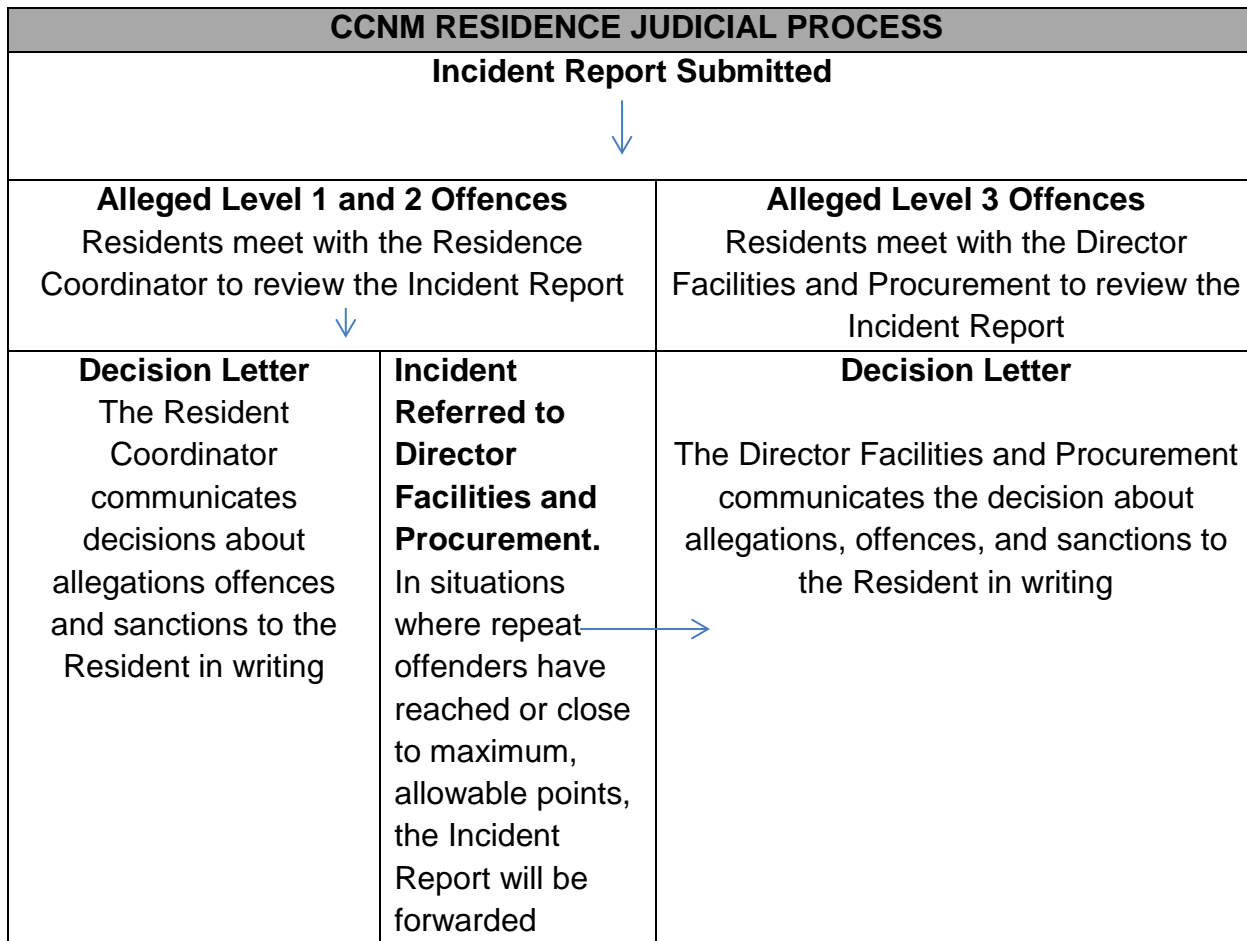 CCNM RESIDENCE JUDICIAL PROCESS
Incident Report Submitted
Alleged Level 1 and 2 Offences
Residents meet with the Residence
Coordinator to review the Incident Report
Alleged Level 3 Offences
Residents meet with the Director
Facilities and Procurement to review the
Incident Report
Decision Letter
The Resident
Coordinator
communicates
decisions about
allegations offences
and sanctions to the
Resident in writing
Incident
Referred to
Director
Facilities and
Procurement.
In situations
where repeat
offenders have
reached or close
to maximum,
allowable points,
the Incident
Report will be
forwarded
Decision Letter
The Director Facilities and Procurement
communicates the decision about
allegations, offences, and sanctions to
the Resident in writing